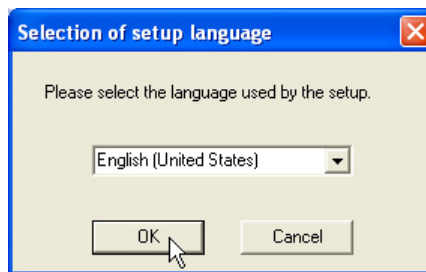 Selection of setup language
Please select the language used by the setup.
English (United States)
OK
Cancel